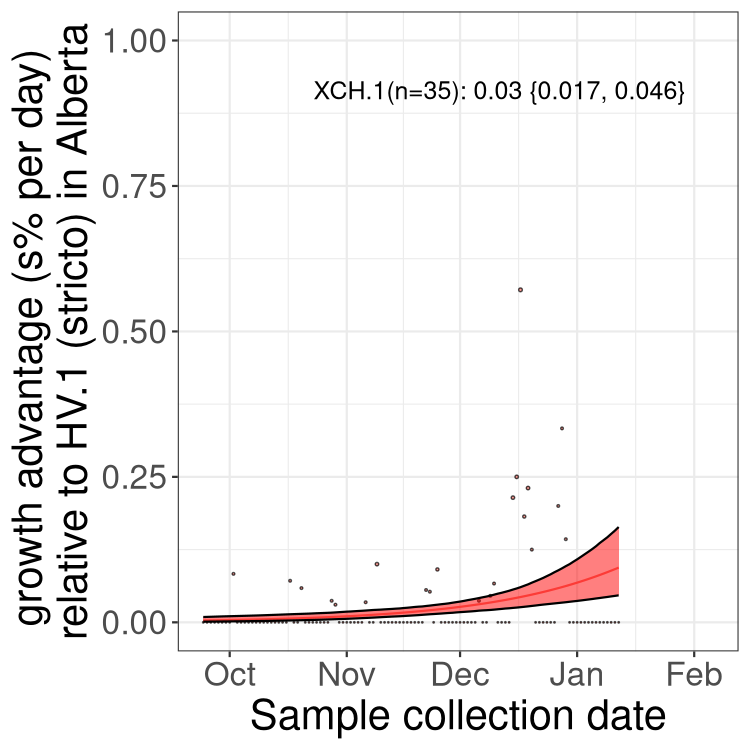 growth advantage (s% per day)
relative to HV.1 (stricto) in Alberta
1.00
0.75
0.50
0.25
0.00
XCH.1(n=35): 0.03 {0.017, 0.046}
Oct Nov Dec Jan Feb
Sample collection date